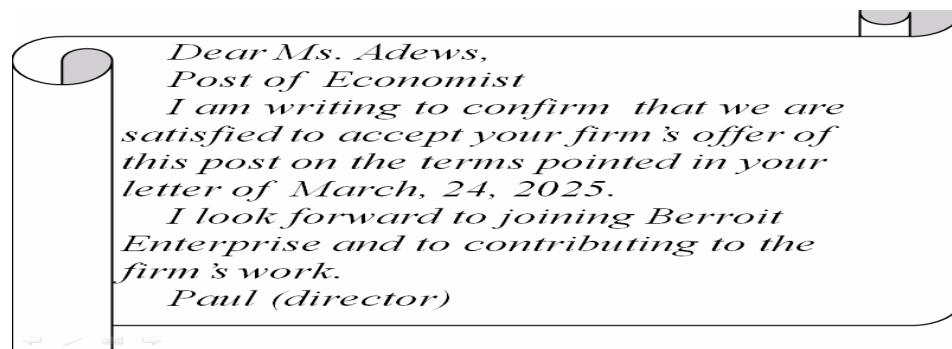 Dear Ms. Adews,
Post of Economist
I am writing to confirm that we are
satisfied to accept your firm's offer of
this post on the terms pointed in your
letter of March, 24, 2025.
I look forward to joining Berroit
Enterprise and to contributing to the
firm's work.
Paul (director)